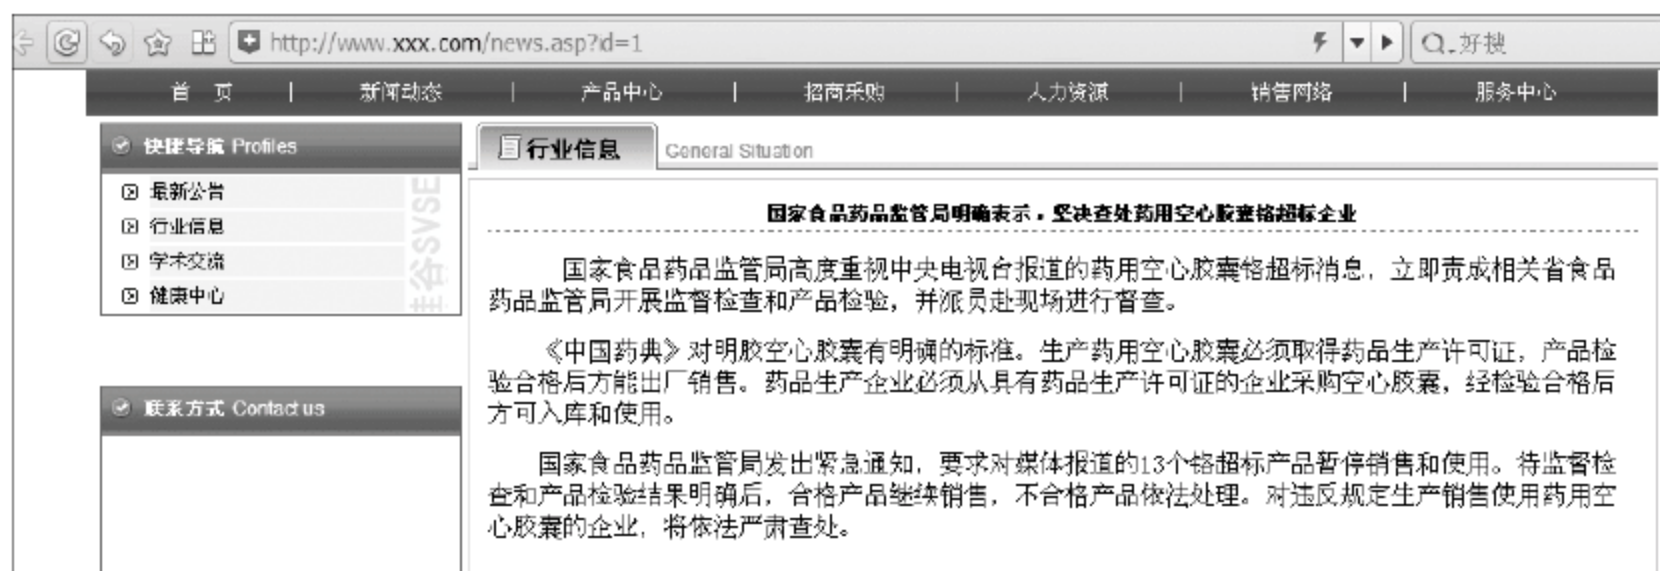 http://www.xxx.com/news.asp?id=1
好搜
首 页 | 新闻动态 | 产品中心 | 招商采购 | 人力资源 | 销售网络 | 服务中心
快捷导航 Profiles
最新公告
行业信息
学术交流
健康中心
联系方式 Contact us
行业信息 General Situation
国家食品药品监管局明确表示，坚决查处药用空心胶囊铬超标企业
国家食品药品监管局高度重视中央电视台报道的药用空心胶囊铬超标消息，立即责成相关省食品
药品监管局开展监督检查和产品检验，并派员赴现场进行督查。
《中国药典》对明胶空心胶囊有明确的标准。生产药用空心胶囊必须取得药品生产许可证，产品检
验合格后方能出厂销售。药品生产企业必须从具有药品生产许可证的企业采购空心胶囊，经检验合格后
方可入库和使用。
国家食品药品监管局发出紧急通知，要求对媒体报道的13个铬超标产品暂停销售和使用。待监督检
查和产品检验结果明确后，合格产品继续销售，不合格产品依法处理。对违反规定生产销售使用药用空
心胶囊的企业，将依法严肃查处。